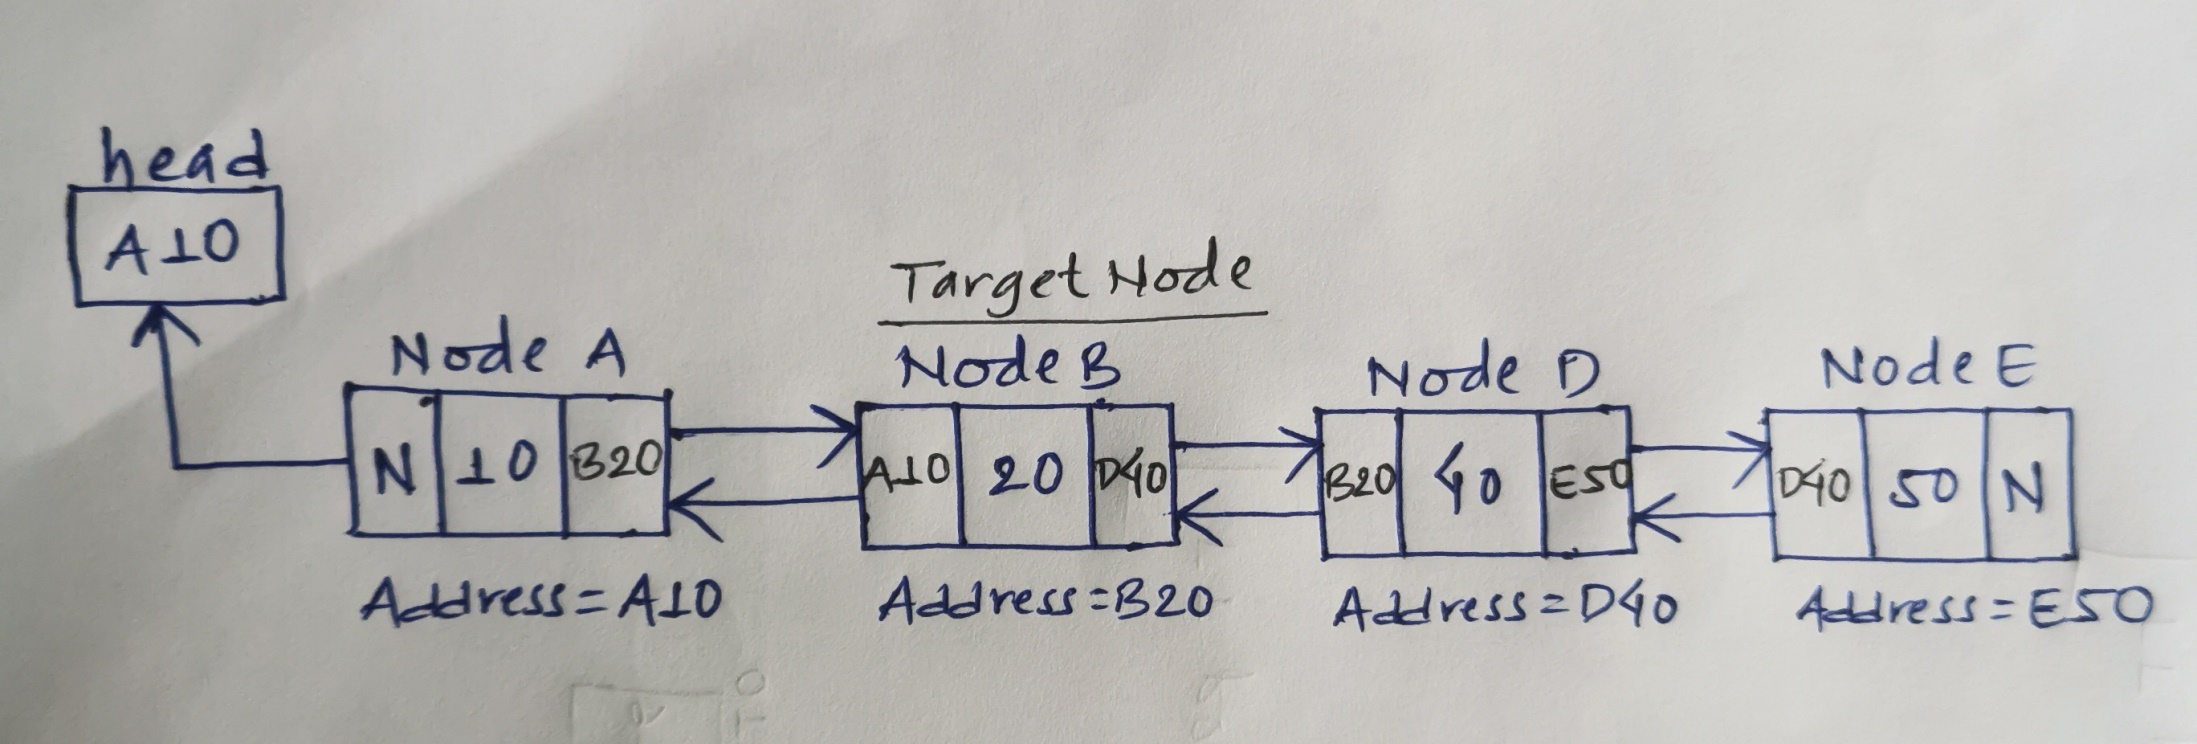 head
A10
Target Node
Node A
Node B
Node D
Node E
N 10 B20
A10 20 D40
B20 40 E50
D40 50 N
Address=A10
Address=B20
Address=D40
Address=E50